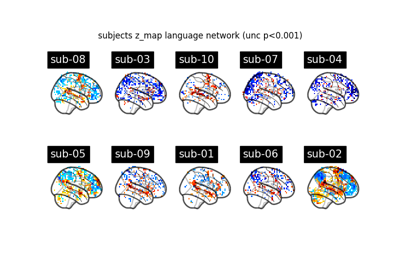 subjects z_map language network (unc p<0.001)
sub-08 sub-03 sub-10 sub-07 sub-04
sub-05 sub-09 sub-01 sub-06 sub-02